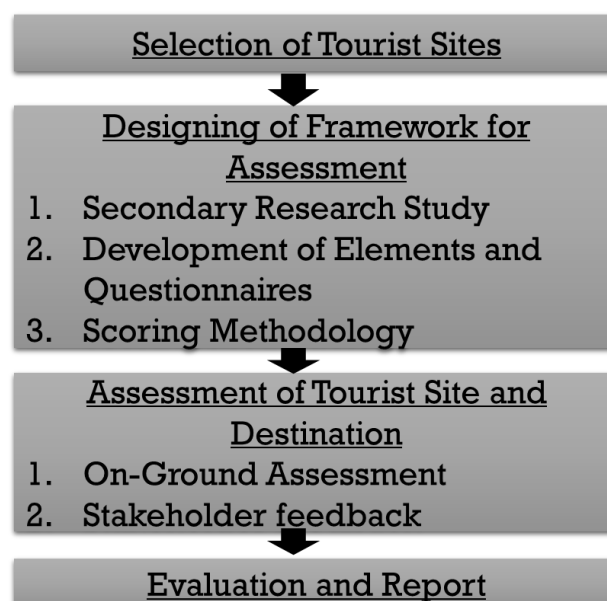 Selection of Tourist Sites
Designing of Framework for
Assessment
1. Secondary Research Study
2. Development of Elements and
Questionnaires
3. Scoring Methodology
Assessment of Tourist Site and
Destination
1. On-Ground Assessment
2. Stakeholder feedback
Evaluation and Report